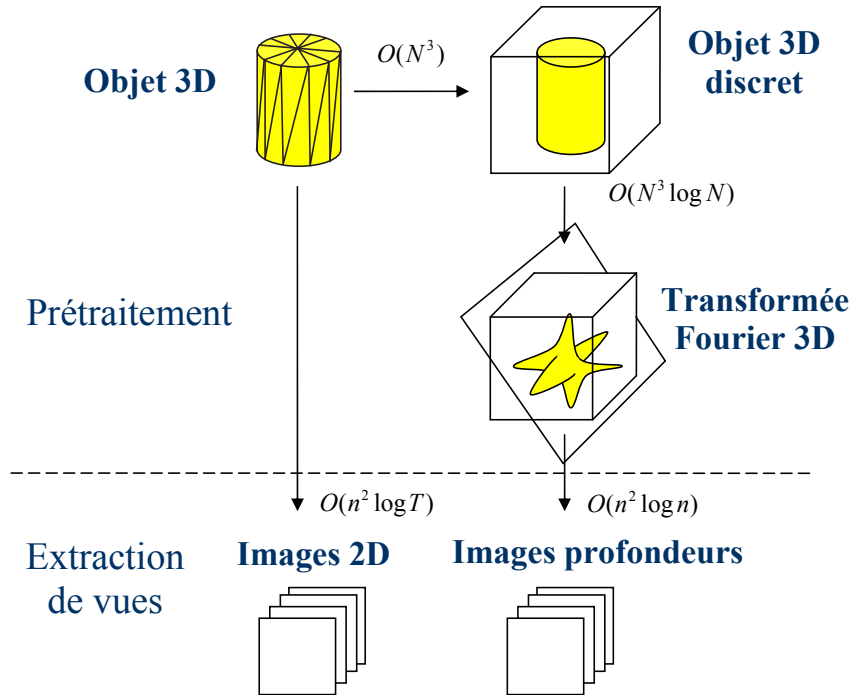 Objet 3D
O(N³)
Objet 3D
discret
O(N³ log N)
Prétraitement
Transformée
Fourier 3D
O(n² log T)
O(n² log n)
Extraction
de vues
Images 2D
Images profondeurs